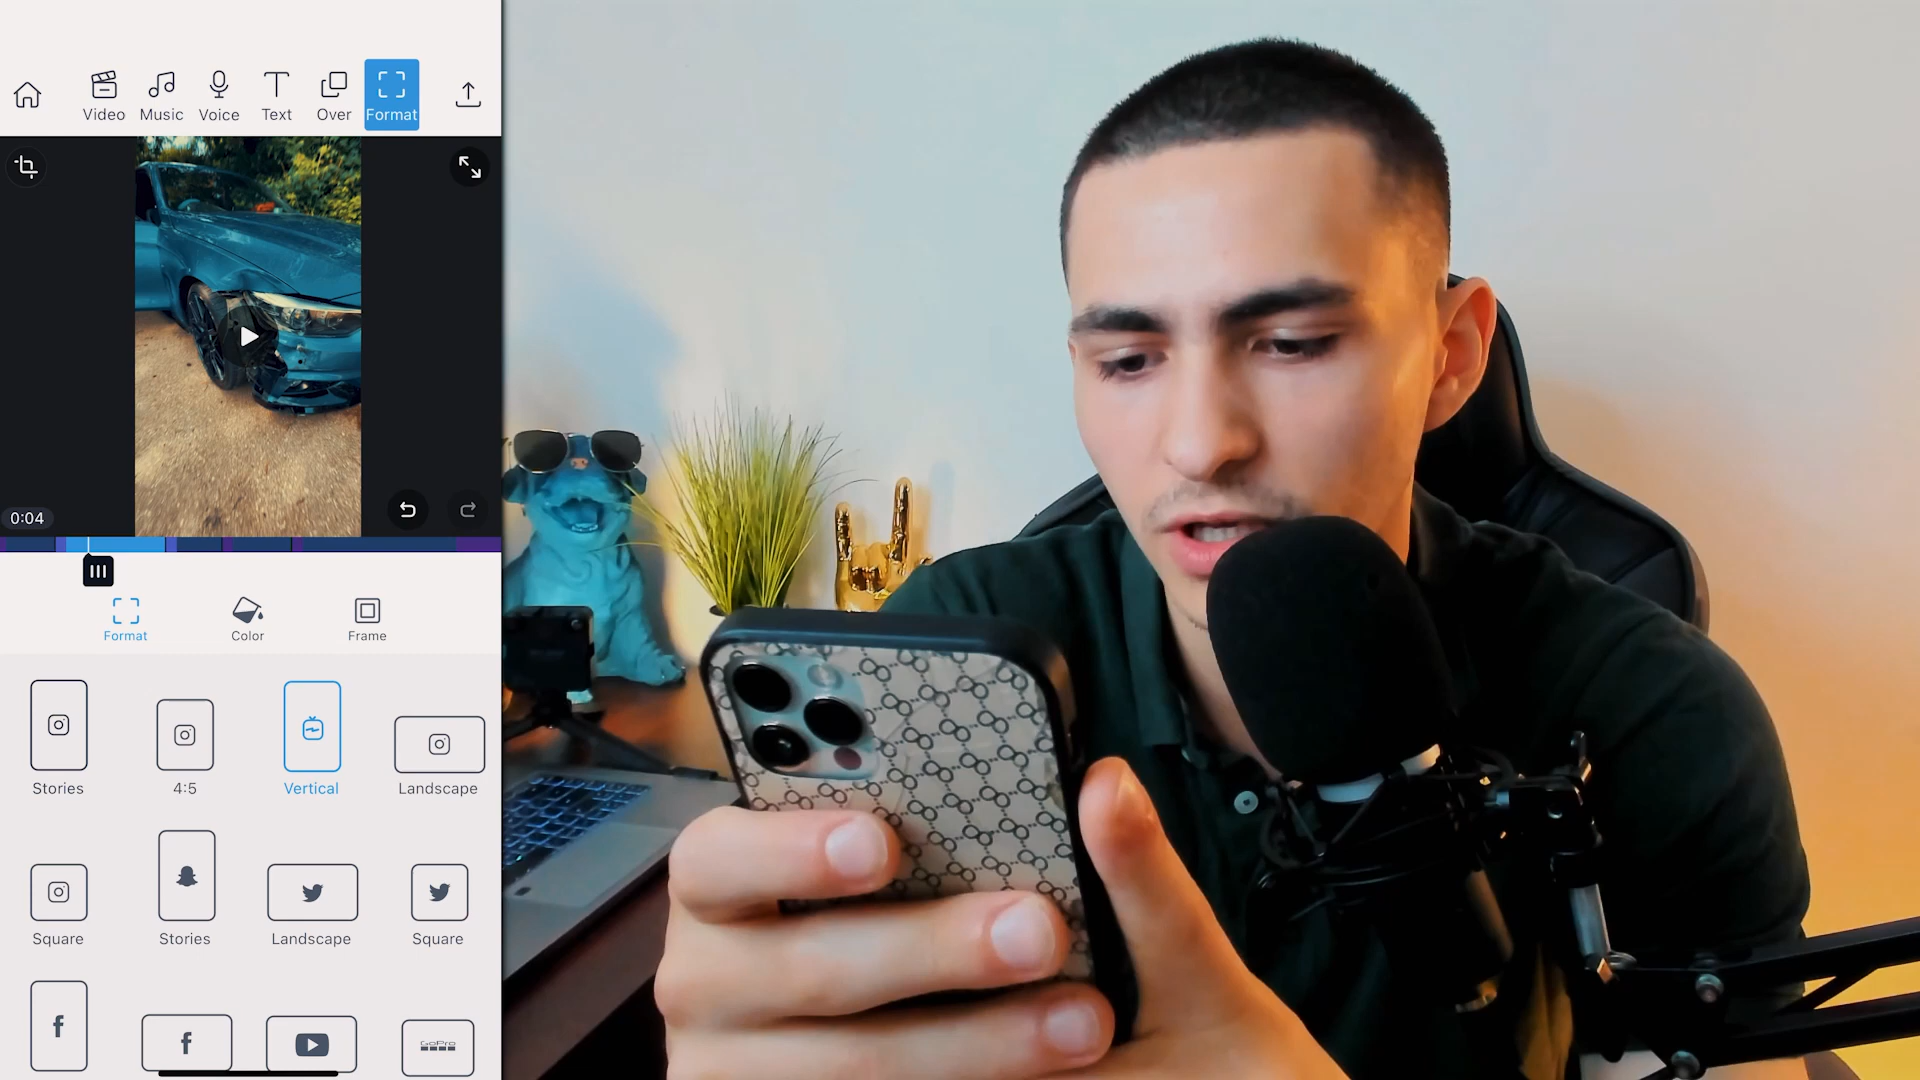 Video Music Voice Text Over Format
0:04
Format Color Frame
Stories 4:5 Vertical Landscape
Square Stories Landscape Square
GoPro